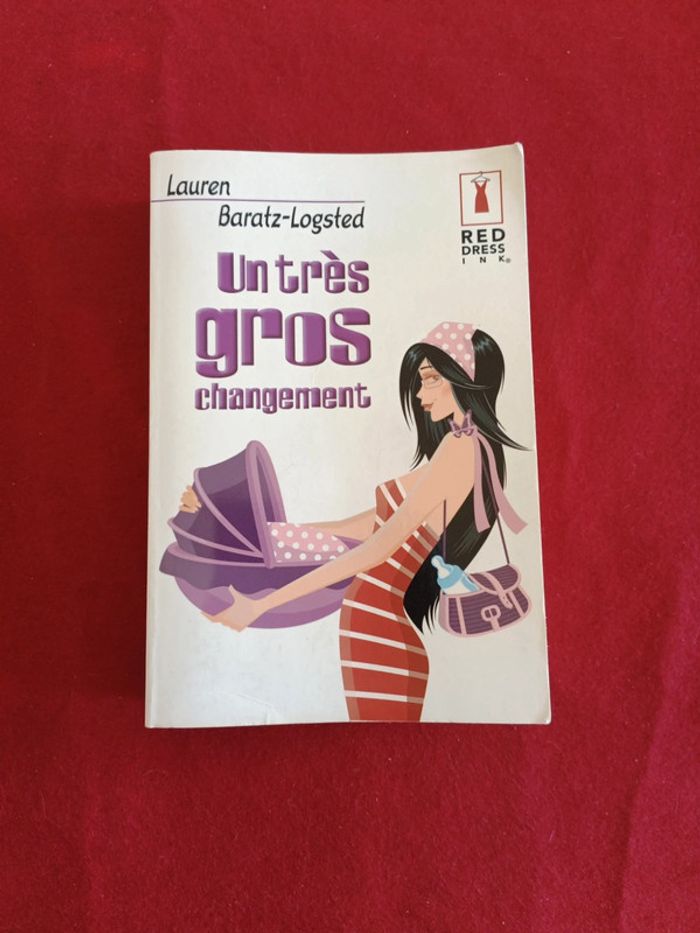 Lauren
Baratz-Logsted
Un très
gros
changement
RED
DRESS
INK®